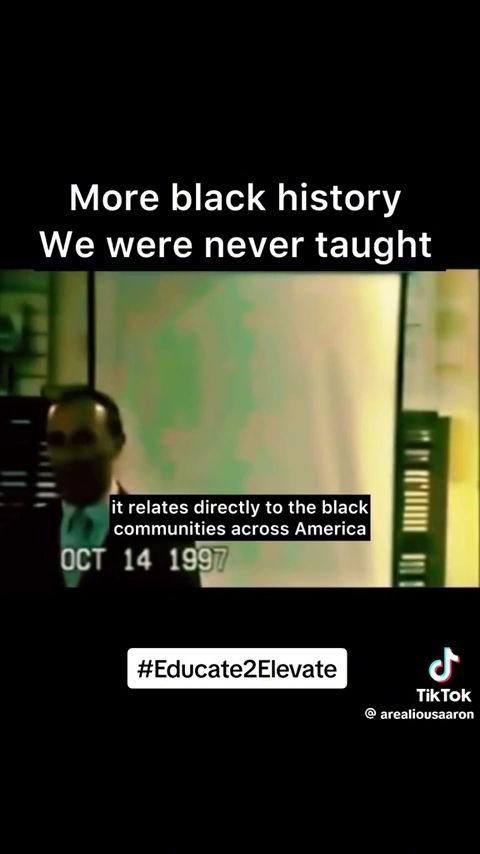 More black history
We were never taught
it relates directly to the black
communities across America
OCT 14 1997
#Educate2Elevate
TikTok
@ arealiousaaron